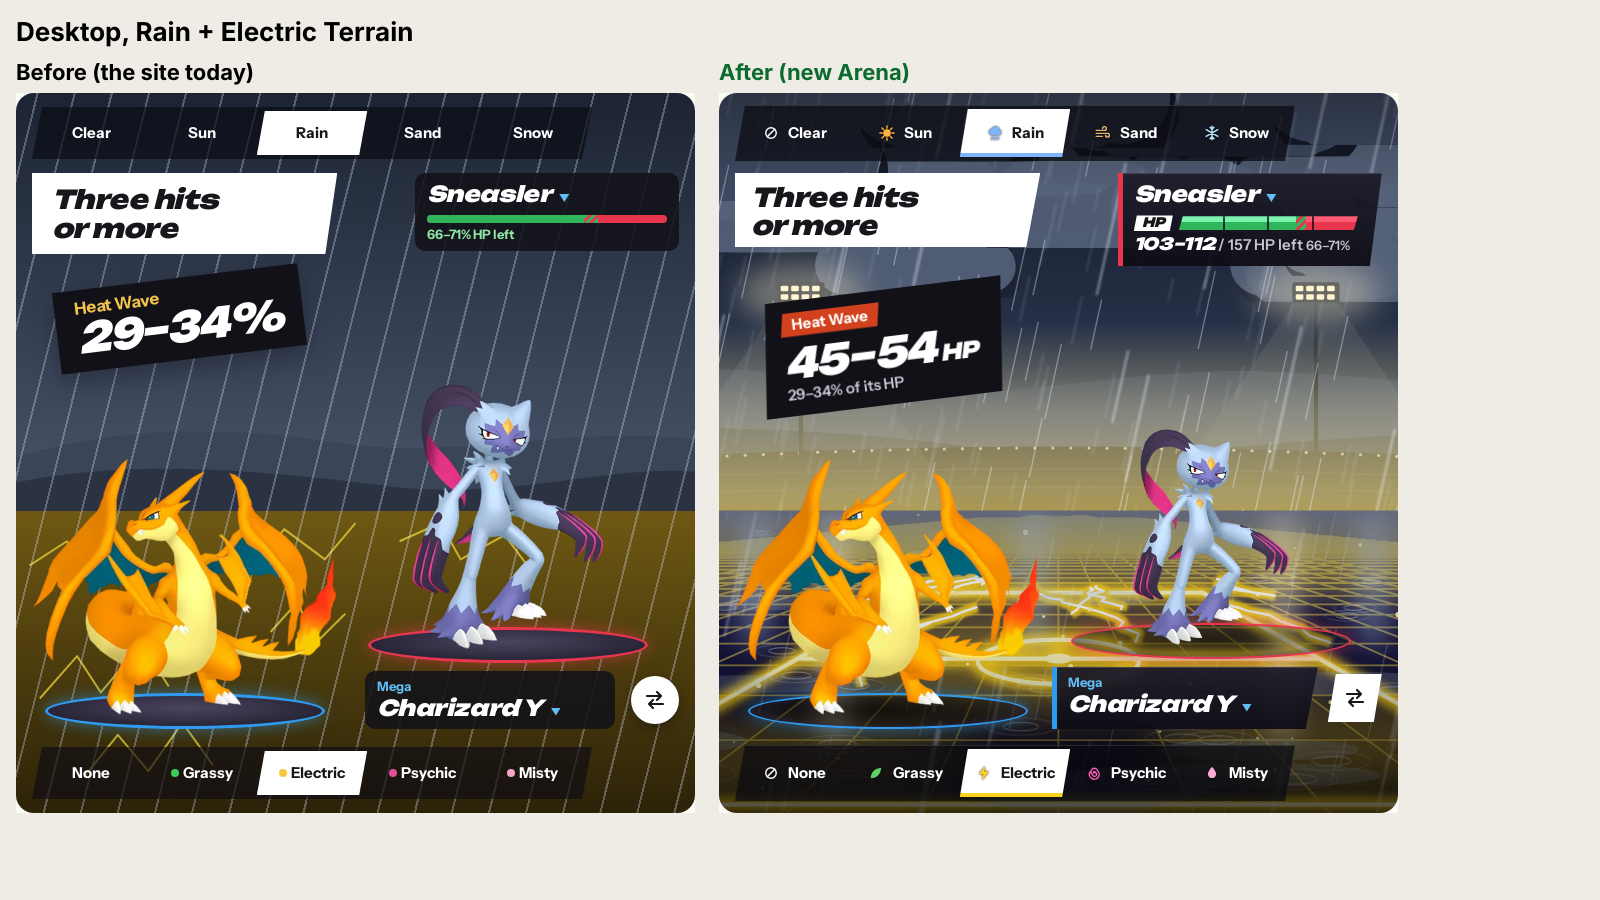 Desktop, Rain + Electric Terrain
Before (the site today)
Clear
Sun
Rain
Sand
Snow
Three hits
or more
Sneasler
66–71% HP left
Heat Wave
29–34%
Mega
Charizard Y
None
Grassy
Electric
Psychic
Misty
After (new Arena)
Clear
Sun
Rain
Sand
Snow
Three hits
or more
Sneasler
HP
103–112 / 157 HP left 66–71%
Heat Wave
45–54 HP
29–34% of its HP
Mega
Charizard Y
None
Grassy
Electric
Psychic
Misty